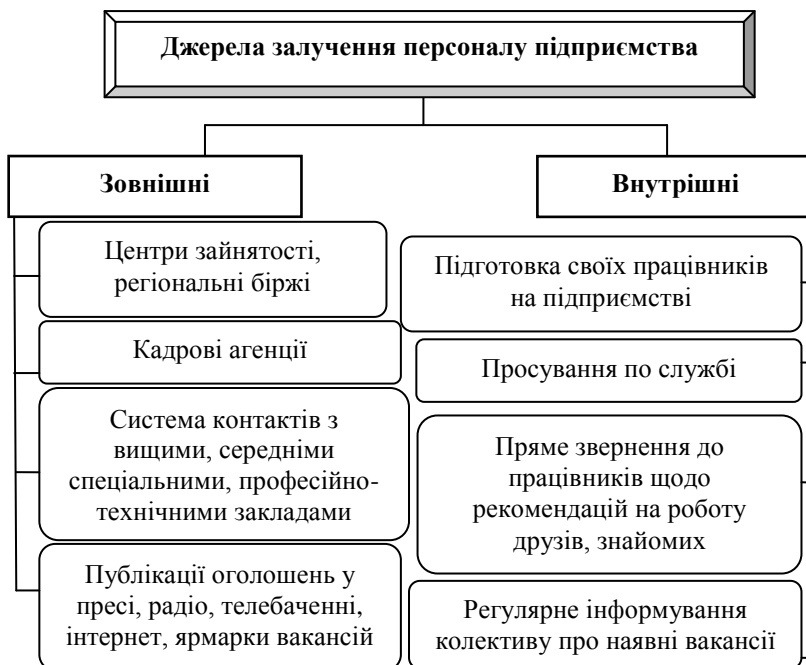 Джерела залучення персоналу підприємства
Зовнішні
Центри зайнятості,
регіональні біржі
Кадрові агенції
Система контактів з
вищими, середніми
спеціальними, професійно-
технічними закладами
Публікації оголошень у
пресі, радіо, телебаченні,
інтернет, ярмарки вакансій
Внутрішні
Підготовка своїх працівників
на підприємстві
Просування по службі
Пряме звернення до
працівників щодо
рекомендацій на роботу
друзів, знайомих
Регулярне інформування
колективу про наявні вакансії